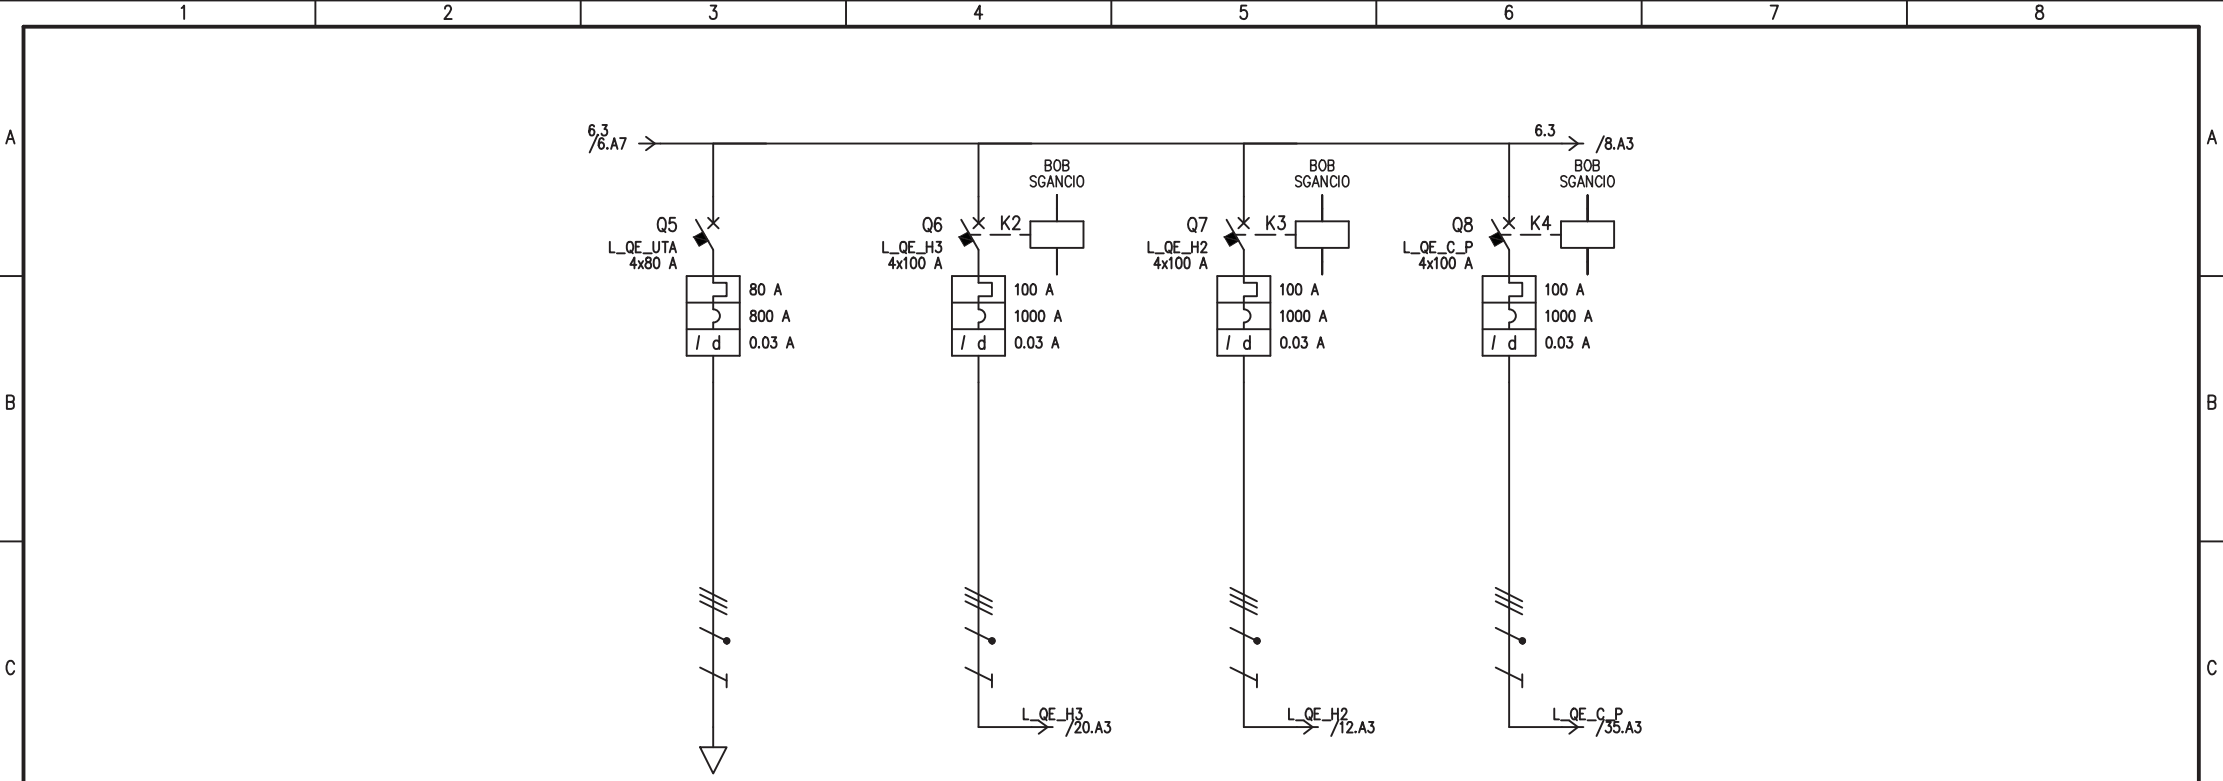 1 2 3 4 5 6 7 8
A A
6.3 6.3
/6.A7 /8.A3
BOB BOB BOB
SGANCIO SGANCIO SGANCIO
Q5 Q6 K2 Q7 K3 Q8 K4
L_QE_UTA L_QE_H3 L_QE_H2 L_QE_C_P
4x80 A 4x100 A 4x100 A 4x100 A
80 A 100 A 100 A 100 A
800 A 1000 A 1000 A 1000 A
I d 0.03 A I d 0.03 A I d 0.03 A I d 0.03 A
B B
C C
L_QE_H3 L_QE_H2 L_QE_C_P
/20.A3 /12.A3 /35.A3